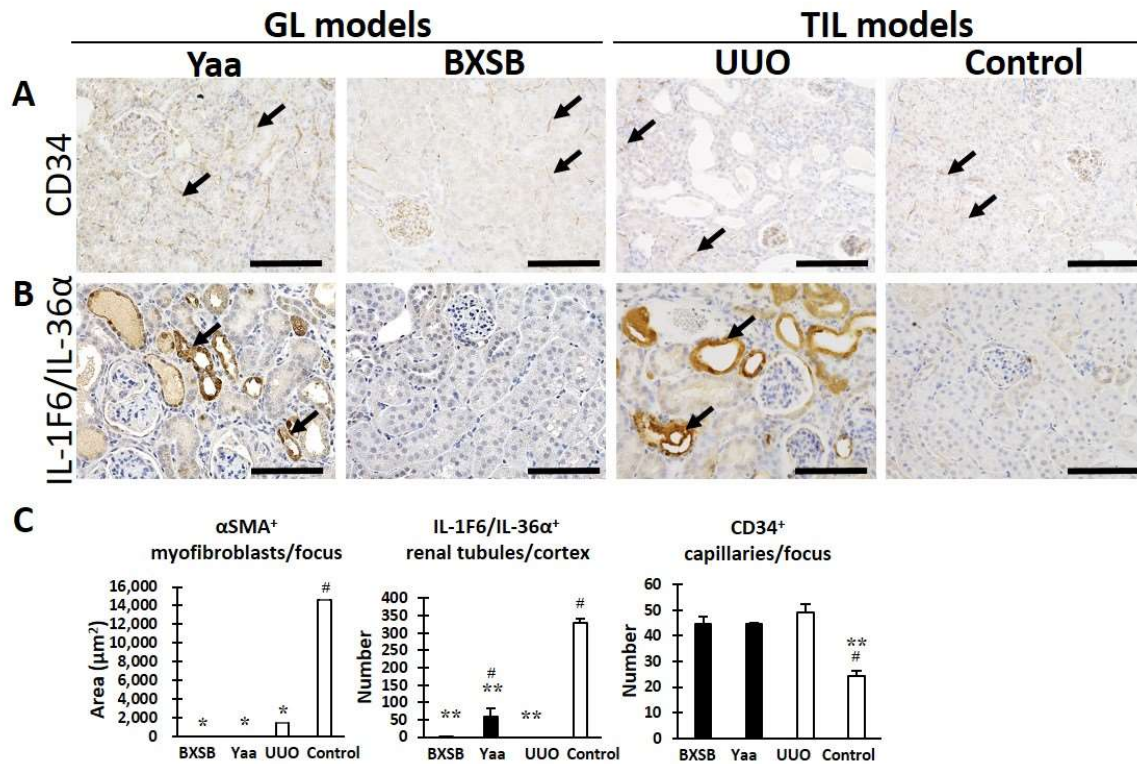 GL models TIL models
Yaa BXSB UUO Control
A
CD34
B
IL-1F6/IL-36α
C
αSMA⁺
myofibroblasts/focus
16,000
14,000
12,000
10,000
8,000
6,000
4,000
2,000
0
Area (μm²)
* * * #
BXSB Yaa UUO Control
IL-1F6/IL-36α⁺
renal tubules/cortex
400
350
300
250
200
150
100
50
0
Number
#
#
** ** **
BXSB Yaa UUO Control
CD34⁺
capillaries/focus
60
50
40
30
20
10
0
Number
**
#
BXSB Yaa UUO Control